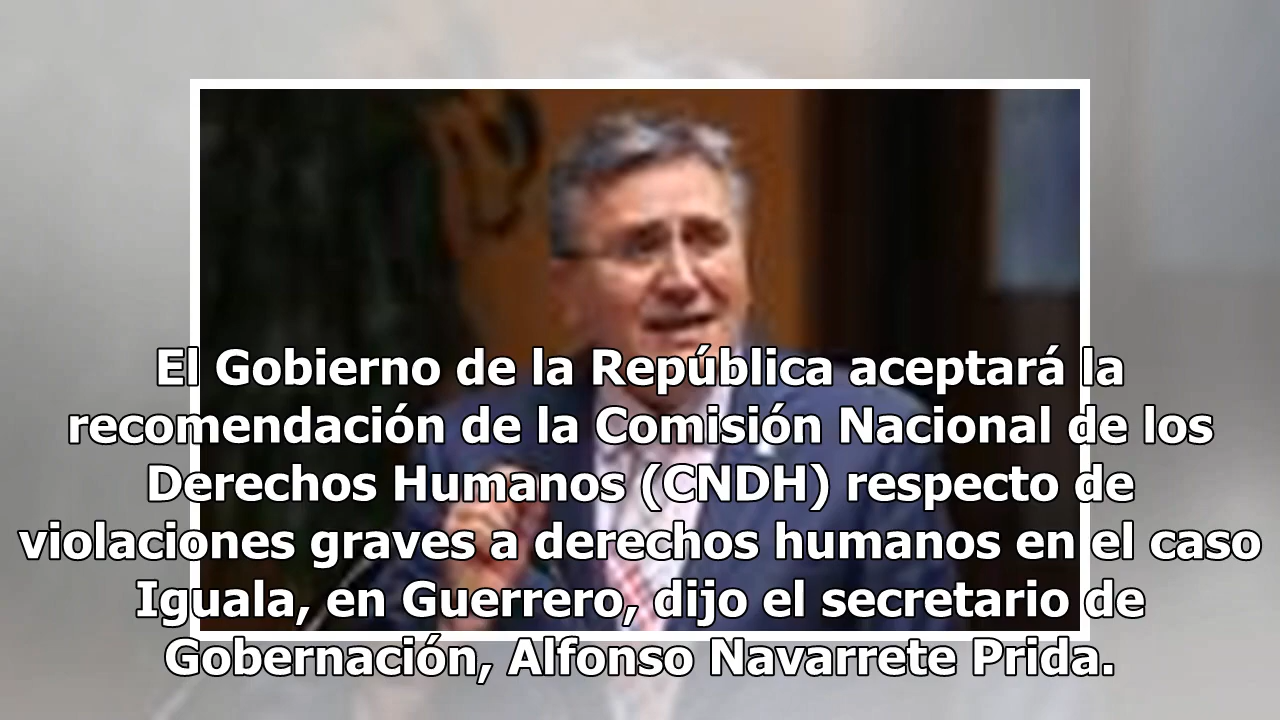 El Gobierno de la República aceptará la
recomendación de la Comisión Nacional de los
Derechos Humanos (CNDH) respecto de
violaciones graves a derechos humanos en el caso
Iguala, en Guerrero, dijo el secretario de
Gobernación, Alfonso Navarrete Prida.